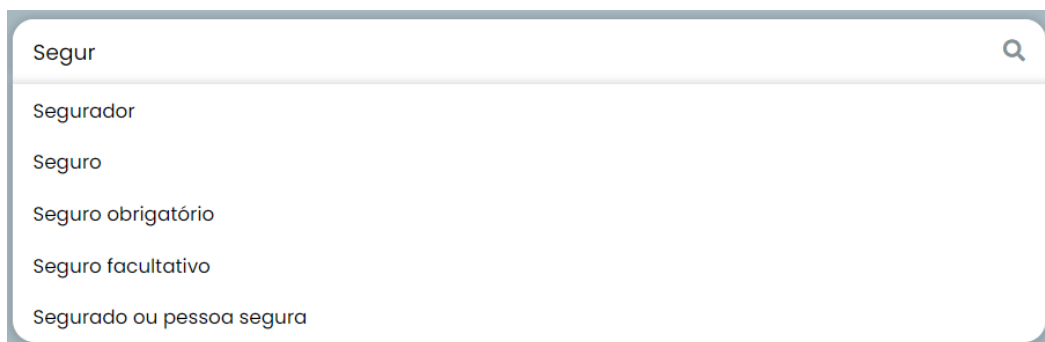 Segur
Segurador
Seguro
Seguro obrigatório
Seguro facultativo
Segurado ou pessoa segura